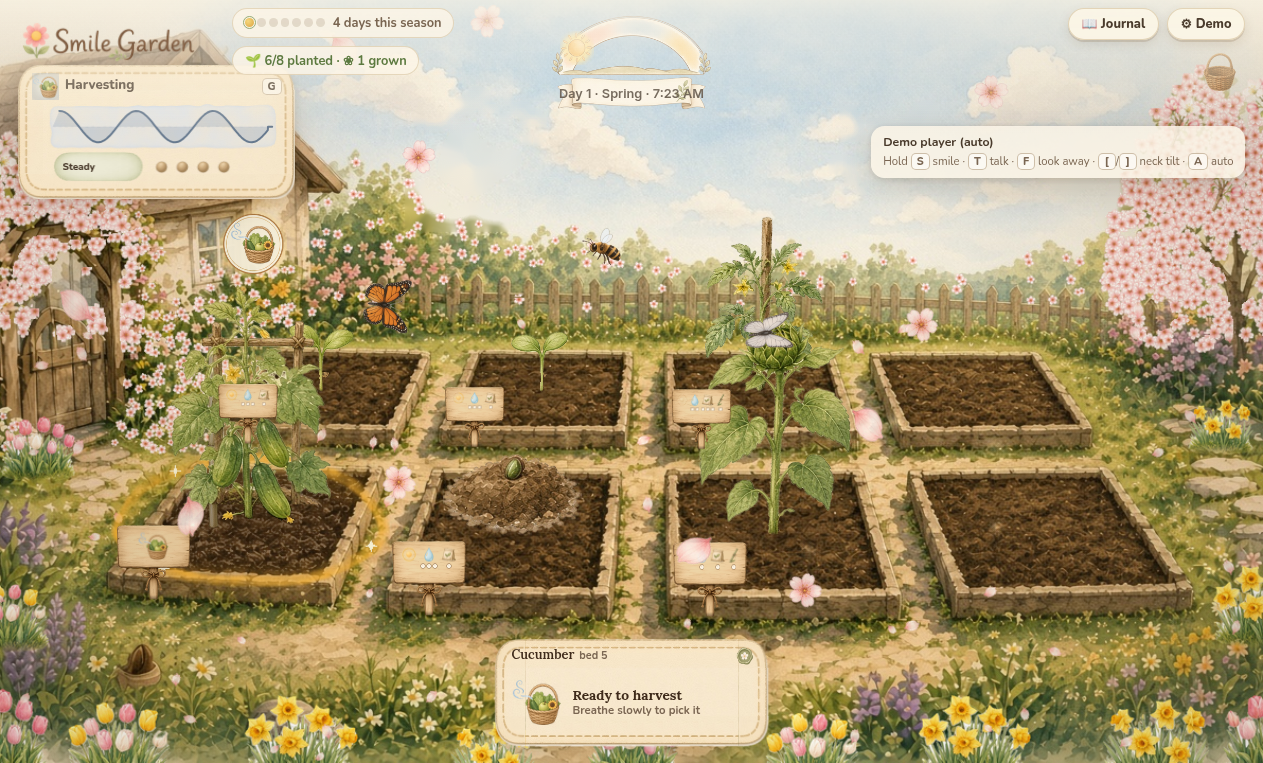 Smile Garden
4 days this season
6/8 planted · 1 grown
Harvesting
G
Steady
Day 1 · Spring · 7:23 AM
Journal
Demo
Demo player (auto)
Hold S smile · T talk · F look away · [ / ] neck tilt · A auto
Cucumber bed 5
Ready to harvest
Breathe slowly to pick it